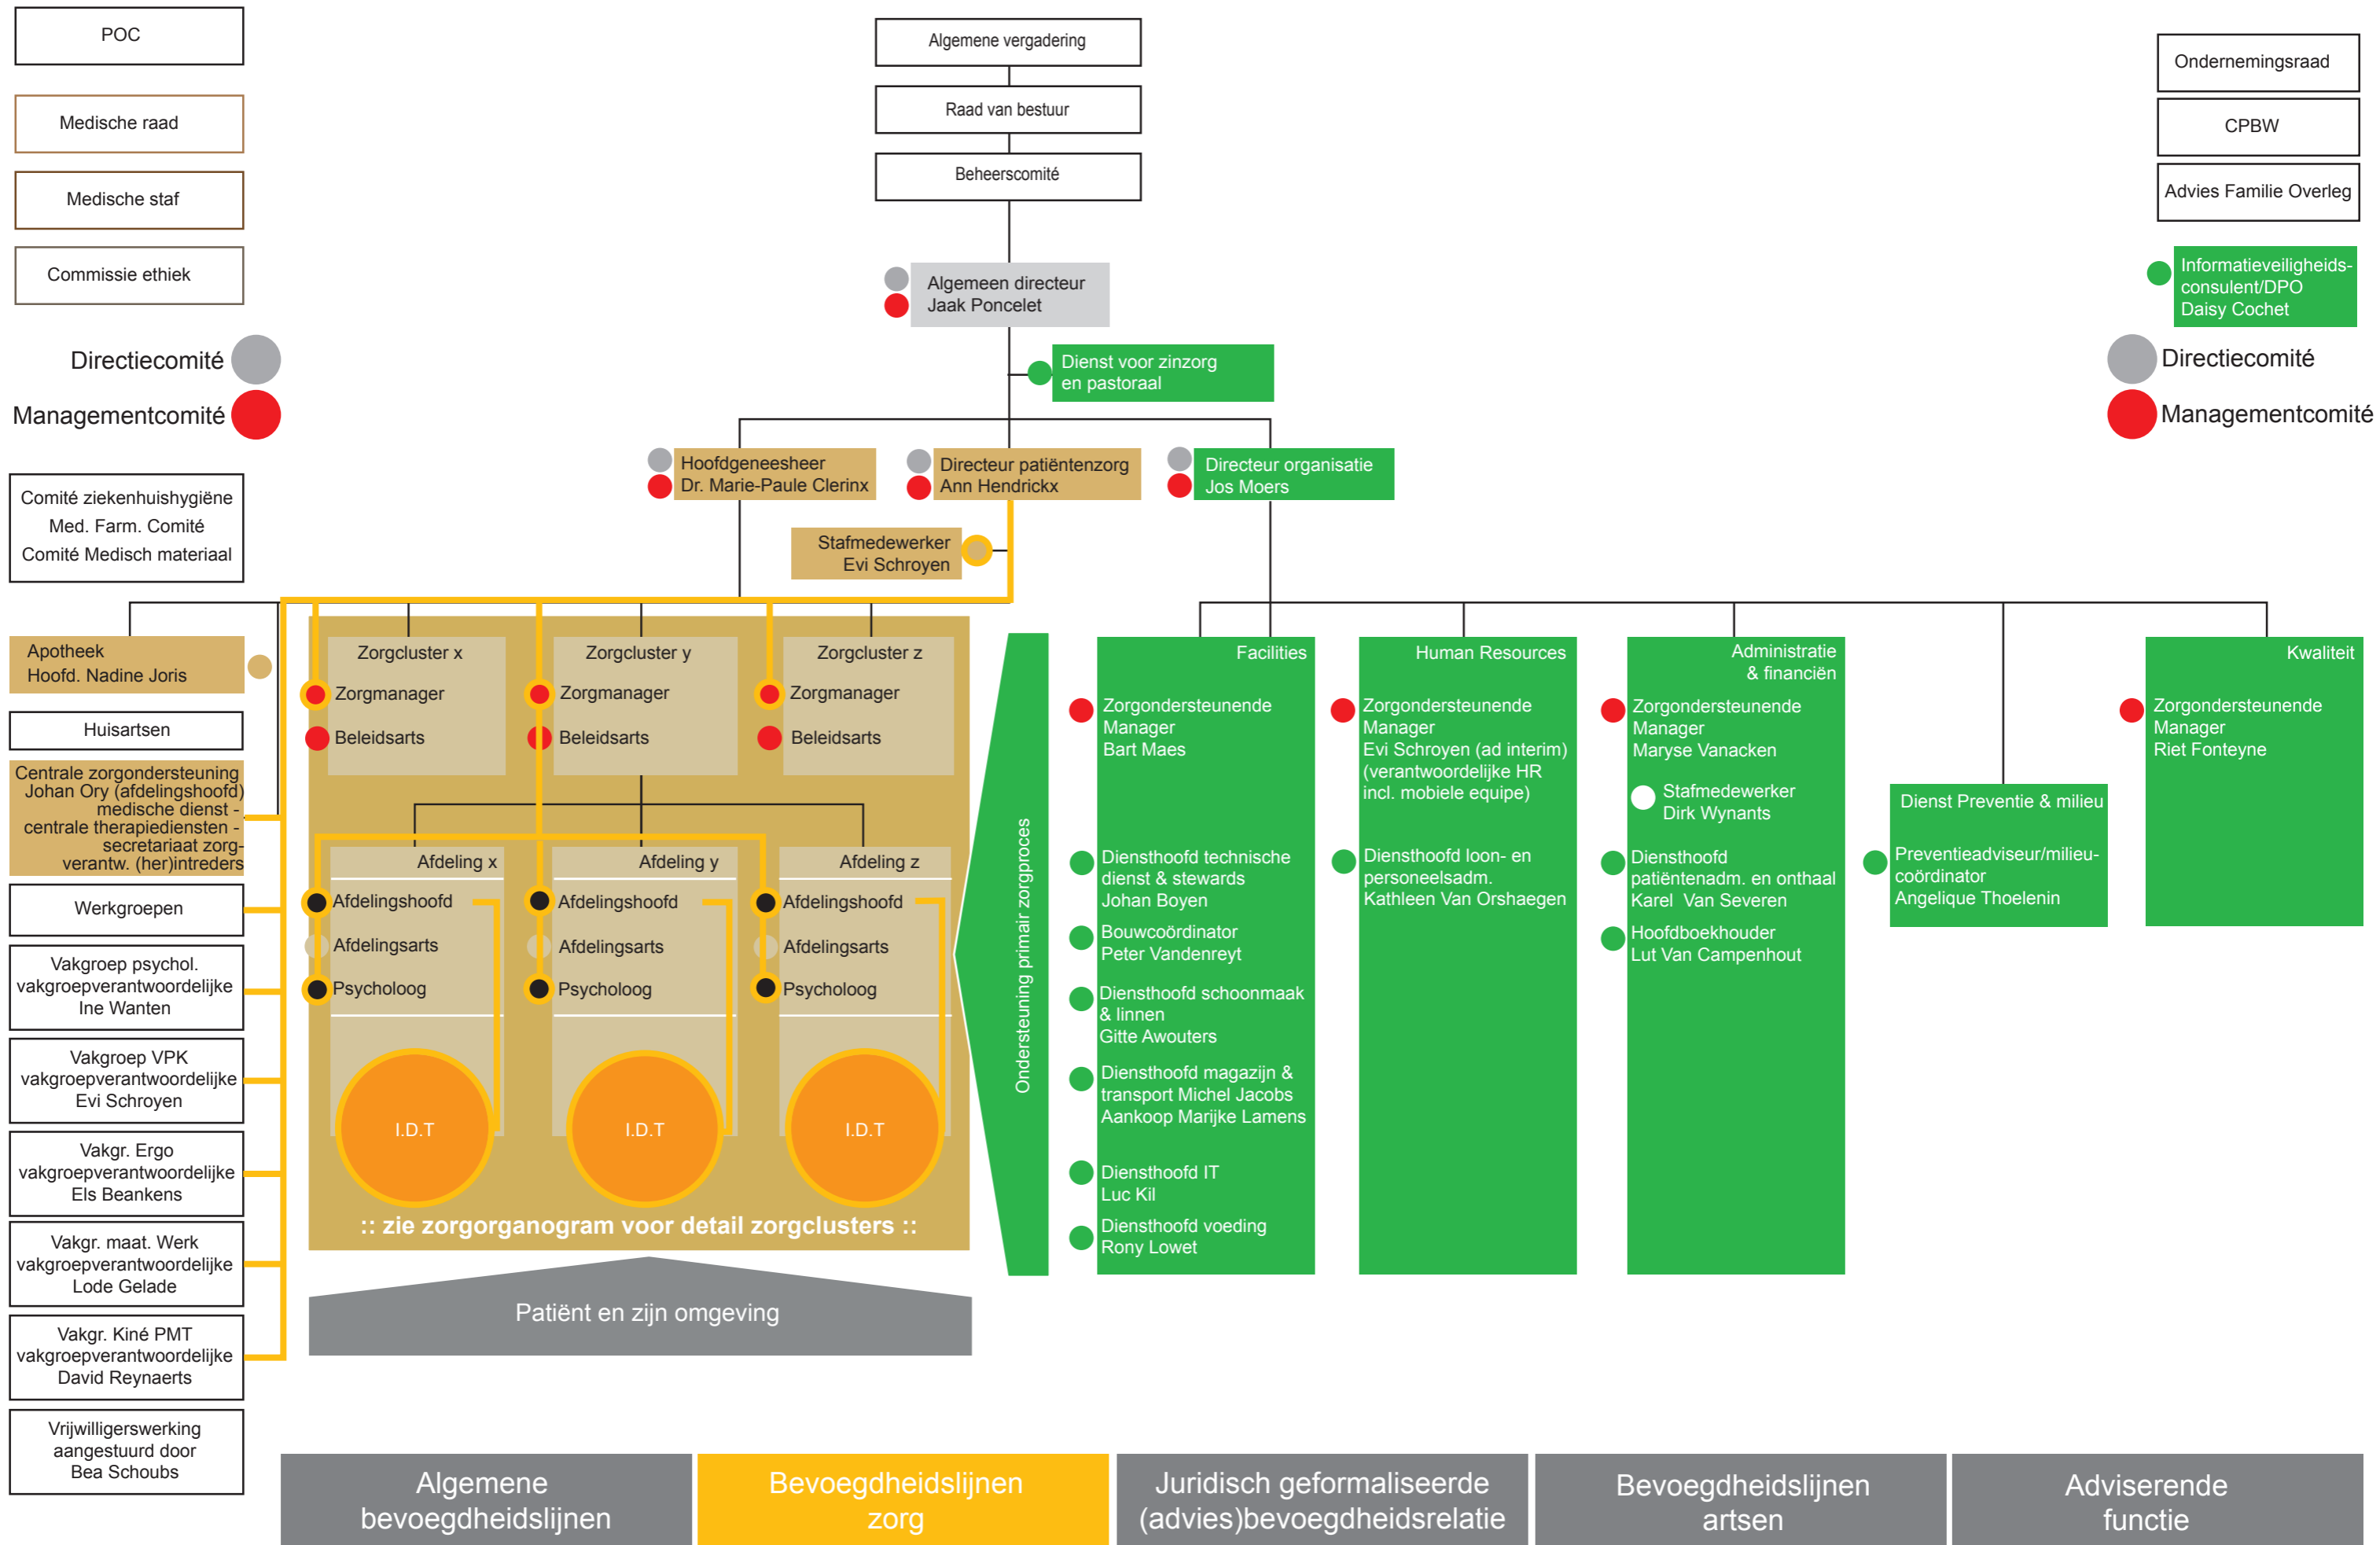 POC
Medische raad
Medische staf
Commissie ethiek
Directiecomité
Managementcomité
Comité ziekenhuishygiëne
Med. Farm. Comité
Comité Medisch materiaal
Algemene vergadering
Raad van bestuur
Beheerscomité
Algemeen directeur
Jaak Poncelet
Dienst voor zinzorg
en pastoraal
Ondernemingsraad
CPBW
Advies Familie Overleg
Informatieveiligheids-
consulent/DPO
Daisy Cochet
Directiecomité
Managementcomité
Hoofdgeneesheer
Dr. Marie-Paule Clerinx
Directeur patiëntenzorg
Ann Hendrickx
Directeur organisatie
Jos Moers
Stafmedewerker
Evi Schroyen
Apotheek
Hoofd. Nadine Joris
Huisartsen
Centrale zorgondersteuning
Johan Ory (afdelingshoofd)
medische dienst -
centrale therapiediensten -
secretariaat zorg-
verantw. (her)intreders
Werkgroepen
Vakgroep psychol.
vakgroepverantwoordelijke
Ine Wanten
Vakgroep VPK
vakgroepverantwoordelijke
Evi Schroyen
Vakgr. Ergo
vakgroepverantwoordelijke
Els Beankens
Vakgr. maat. Werk
vakgroepverantwoordelijke
Lode Gelade
Vakgr. Kiné PMT
vakgroepverantwoordelijke
David Reynaerts
Vrijwilligerswerking
aangestuurd door
Bea Schoubs
Zorgcluster x
Zorgmanager
Beleidsarts
Zorgcluster y
Zorgmanager
Beleidsarts
Zorgcluster z
Zorgmanager
Beleidsarts
Afdeling x
Afdelingshoofd
Afdelingsarts
Psycholoog
I.D.T
Afdeling y
Afdelingshoofd
Afdelingsarts
Psycholoog
I.D.T
Afdeling z
Afdelingshoofd
Afdelingsarts
Psycholoog
I.D.T
:: zie zorgorganogram voor detail zorgclusters ::
Patiënt en zijn omgeving
Ondersteuning primair zorgproces
Facilities
Zorgondersteunende
Manager
Bart Maes
Diensthoofd technische
dienst & stewards
Johan Boyen
Bouwcoördinator
Peter Vandenreyt
Diensthoofd schoonmaak
& linnen
Gitte Awouters
Diensthoofd magazijn &
transport Michel Jacobs
Aankoop Marijke Lamens
Diensthoofd IT
Luc Kil
Diensthoofd voeding
Rony Lowet
Human Resources
Zorgondersteunende
Manager
Evi Schroyen (ad interim)
(verantwoordelijke HR
incl. mobiele equipe)
Diensthoofd loon- en
personeelsadm.
Kathleen Van Orshaegen
Administratie
& financiën
Zorgondersteunende
Manager
Maryse Vanacken
Stafmedewerker
Dirk Wynants
Diensthoofd
patiëntenadm. en onthaal
Karel Van Severen
Hoofdboekhouder
Lut Van Campenhout
Dienst Preventie & milieu
Preventieadviseur/milieu-
coördinator
Angelique Thoelenin
Kwaliteit
Zorgondersteunende
Manager
Riet Fonteyne
Algemene
bevoegdheidslijnen
Bevoegdheidslijnen
zorg
Juridisch geformaliseerde
(advies)bevoegdheidsrelatie
Bevoegdheidslijnen
artsen
Adviserende
functie